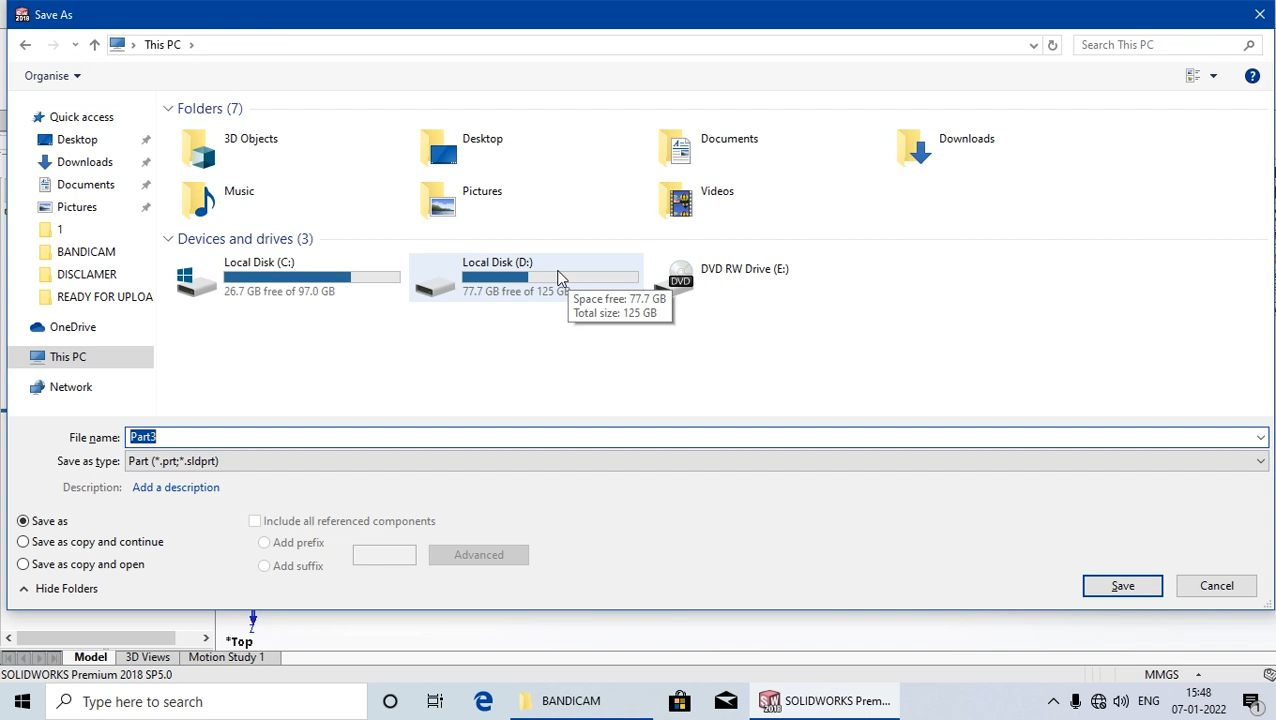 2018 Save As
This PC
Search This PC
Organise
Quick access
Desktop
Downloads
Documents
Pictures
1
BANDICAM
DISCLAMER
READY FOR UPLOA
OneDrive
This PC
Network
Folders (7)
3D Objects
Desktop
Documents
Downloads
Music
Pictures
Videos
Devices and drives (3)
Local Disk (C:)
26.7 GB free of 97.0 GB
Local Disk (D:)
77.7 GB free of 125 GB
DVD
DVD RW Drive (E:)
Space free: 77.7 GB
Total size: 125 GB
File name: Part3
Save as type: Part (*.prt;*.sldprt)
Description: Add a description
Save as
Save as copy and continue
Save as copy and open
Include all referenced components
Add prefix
Add suffix
Advanced
Hide Folders
Save
Cancel
Z
*Top
Model
3D Views
Motion Study 1
SOLIDWORKS Premium 2018 SP5.0
MMGS
Type here to search
BANDICAM
SOLIDWORKS Prem...
ENG
15:48
07-01-2022
1